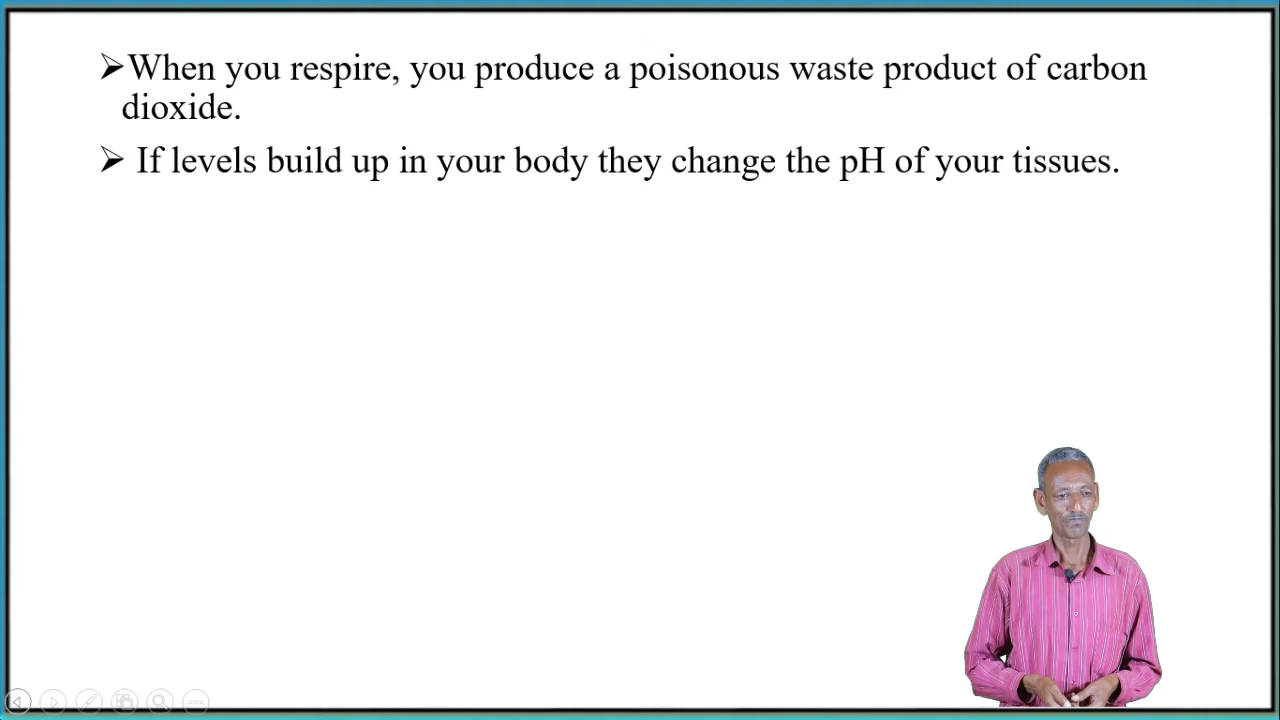 ➢When you respire, you produce a poisonous waste product of carbon
dioxide.
➢ If levels build up in your body they change the pH of your tissues.